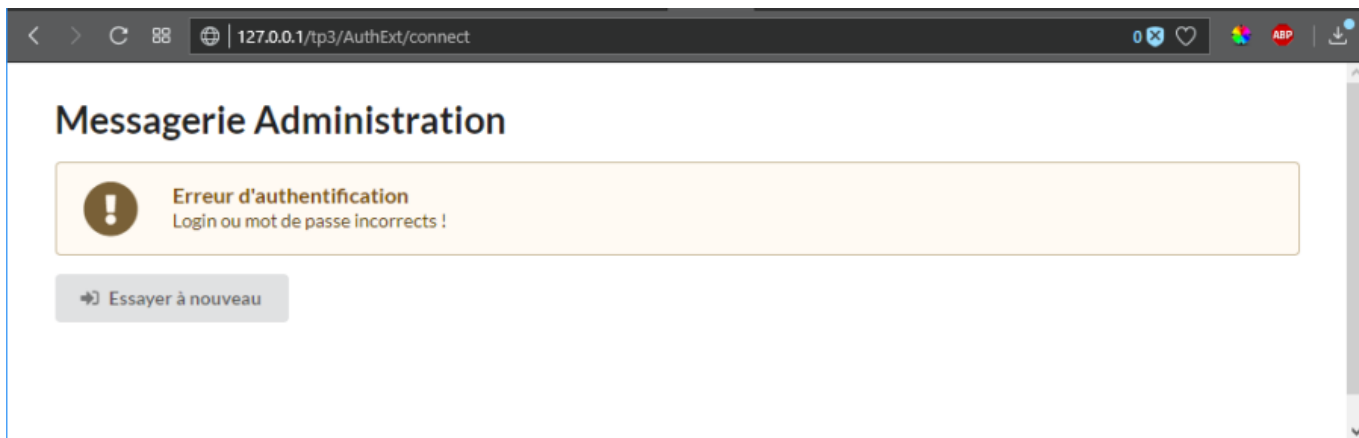 127.0.0.1/tp3/AuthExt/connect
0
ABP
Messagerie Administration
Erreur d'authentification
Login ou mot de passe incorrects !
Essayer à nouveau